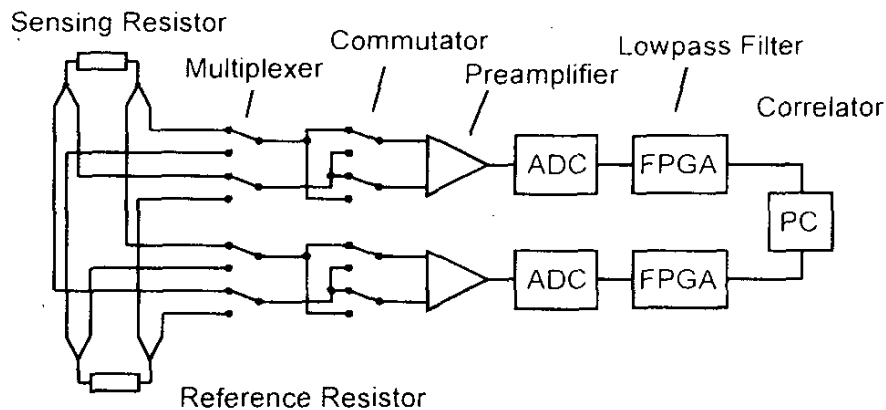 Sensing Resistor
Multiplexer
Commutator
Preamplifier
Lowpass Filter
Correlator
ADC
FPGA
PC
ADC
FPGA
Reference Resistor